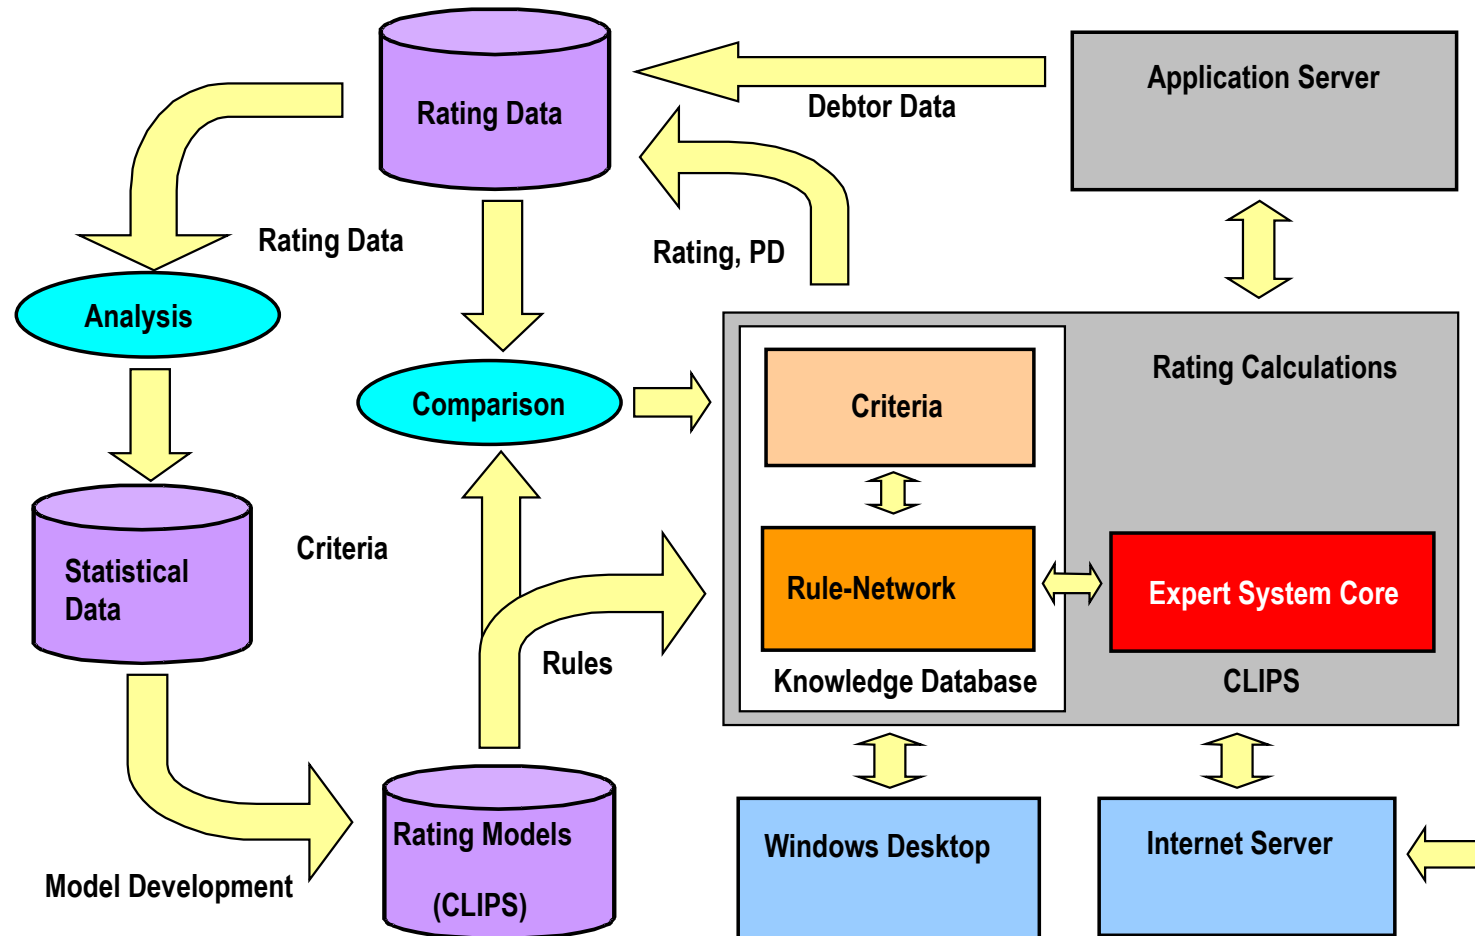 Application Server
Rating Data
Debtor Data
Rating Data
Rating, PD
Analysis
Rating Calculations
Comparison
Criteria
Criteria
Statistical
Data
Rule-Network
Expert System Core
Rules
Knowledge Database
CLIPS
Rating Models
(CLIPS)
Windows Desktop
Internet Server
Model Development